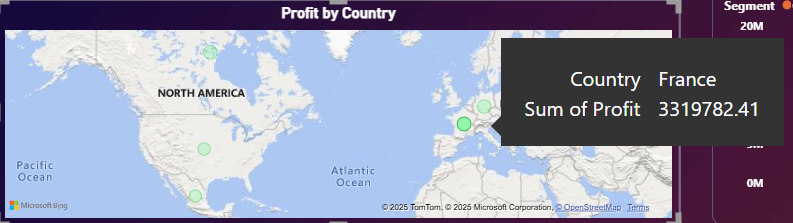 Profit by Country
Segment
20M
Country France
Sum of Profit 3319782.41
NORTH AMERICA
Pacific
Ocean
Atlantic
Ocean
0M
Microsoft Bing
© 2025 TomTom, © 2025 Microsoft Corporation, © OpenStreetMap Terms